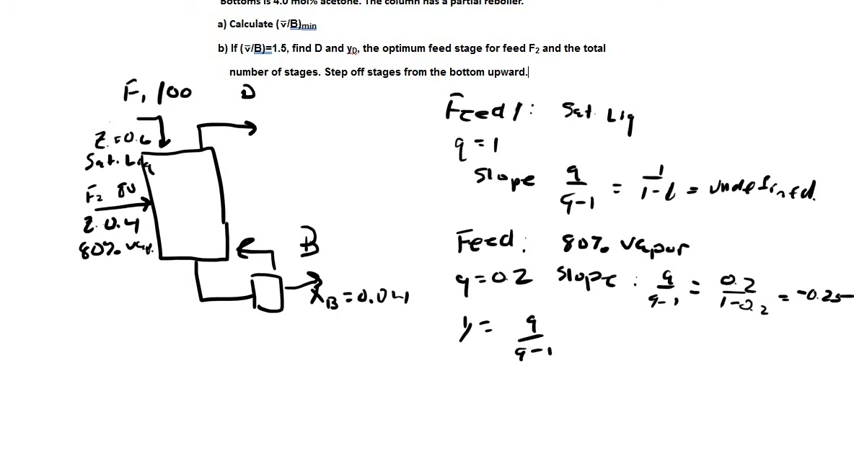 Bottoms is 4.0 mol% acetone. The column has a partial reboiler.
a) Calculate (v̅/B)min
b) If (v̅/B)=1.5, find D and yD, the optimum feed stage for feed F2 and the total
number of stages. Step off stages from the bottom upward.
F1 100
D
Z=0.6
Sat. Liq
F2 80
Z 0.4
80% vap.
B
XB=0.04
Feed 1: Sat. Liq
q=1
Slope q/(q-1) = 1/(1-1) = undefined.
Feed: 80% vapor
q=0.2 Slope: q/(q-1) = 0.2/(1-0.2) = -0.25
y = q/(q-1)